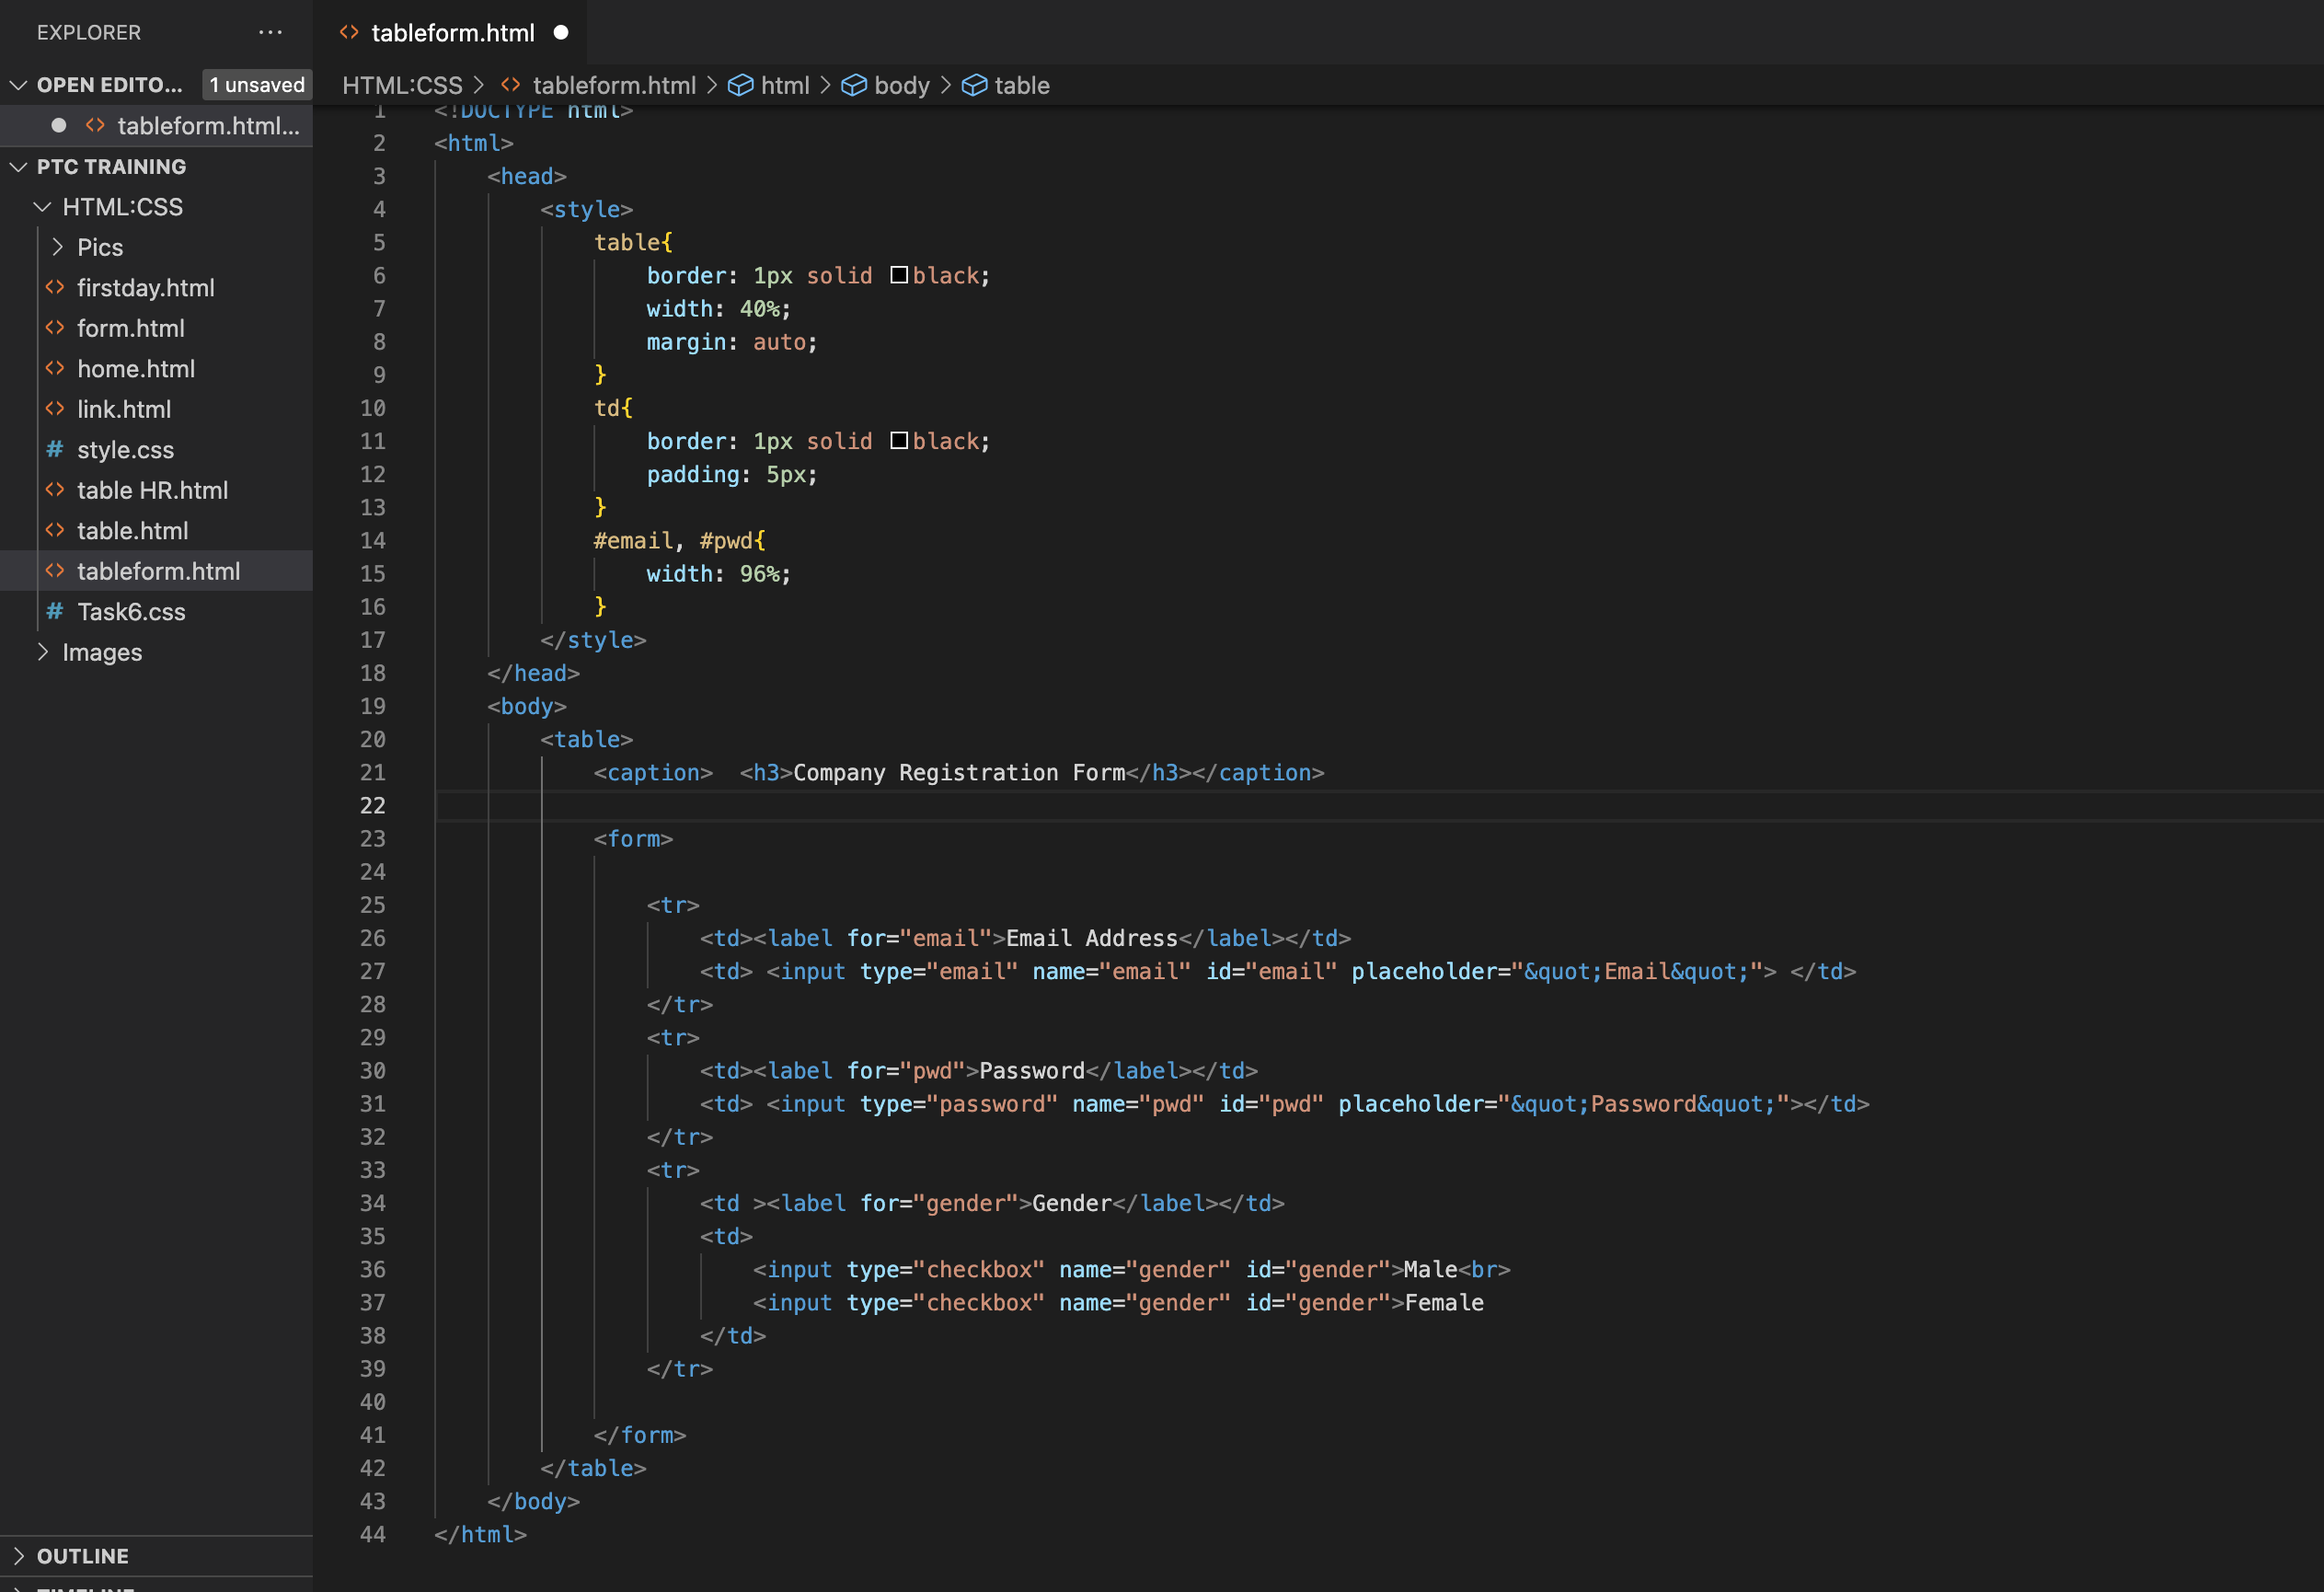 EXPLORER ...
OPEN EDITO... 1 unsaved
tableform.html...
PTC TRAINING
HTML:CSS
Pics
firstday.html
form.html
home.html
link.html
# style.css
table HR.html
table.html
tableform.html
# Task6.css
Images
OUTLINE
TIMELINE
tableform.html
HTML:CSS > tableform.html > html > body > table
1 <!DOCTYPE html>
2 <html>
3 <head>
4 <style>
5 table{
6 border: 1px solid black;
7 width: 40%;
8 margin: auto;
9 }
10 td{
11 border: 1px solid black;
12 padding: 5px;
13 }
14 #email, #pwd{
15 width: 96%;
16 }
17 </style>
18 </head>
19 <body>
20 <table>
21 <caption>  <h3>Company Registration Form</h3></caption>
22
23 <form>
24
25 <tr>
26 <td><label for="email">Email Address</label></td>
27 <td> <input type="email" name="email" id="email" placeholder="&quot;Email&quot;"> </td>
28 </tr>
29 <tr>
30 <td><label for="pwd">Password</label></td>
31 <td> <input type="password" name="pwd" id="pwd" placeholder="&quot;Password&quot;"></td>
32 </tr>
33 <tr>
34 <td ><label for="gender">Gender</label></td>
35 <td>
36 <input type="checkbox" name="gender" id="gender">Male<br>
37 <input type="checkbox" name="gender" id="gender">Female
38 </td>
39 </tr>
40
41 </form>
42 </table>
43 </body>
44 </html>